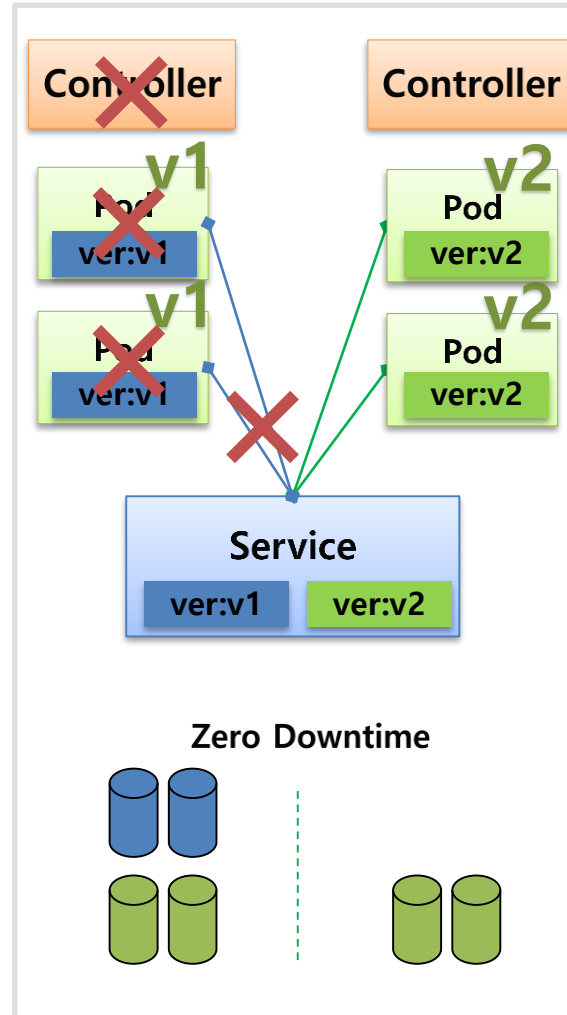 Controller
Controller
v1
Pod
ver:v1
v2
Pod
ver:v2
v1
Pod
ver:v1
v2
Pod
ver:v2
Service
ver:v1
ver:v2
Zero Downtime